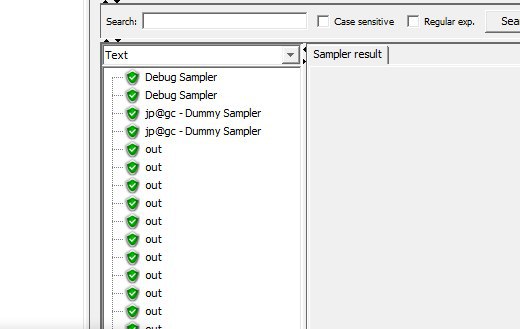 Search: Case sensitive Regular exp. Sea
Text
Sampler result
Debug Sampler
Debug Sampler
jp@gc - Dummy Sampler
jp@gc - Dummy Sampler
out
out
out
out
out
out
out
out
out
out